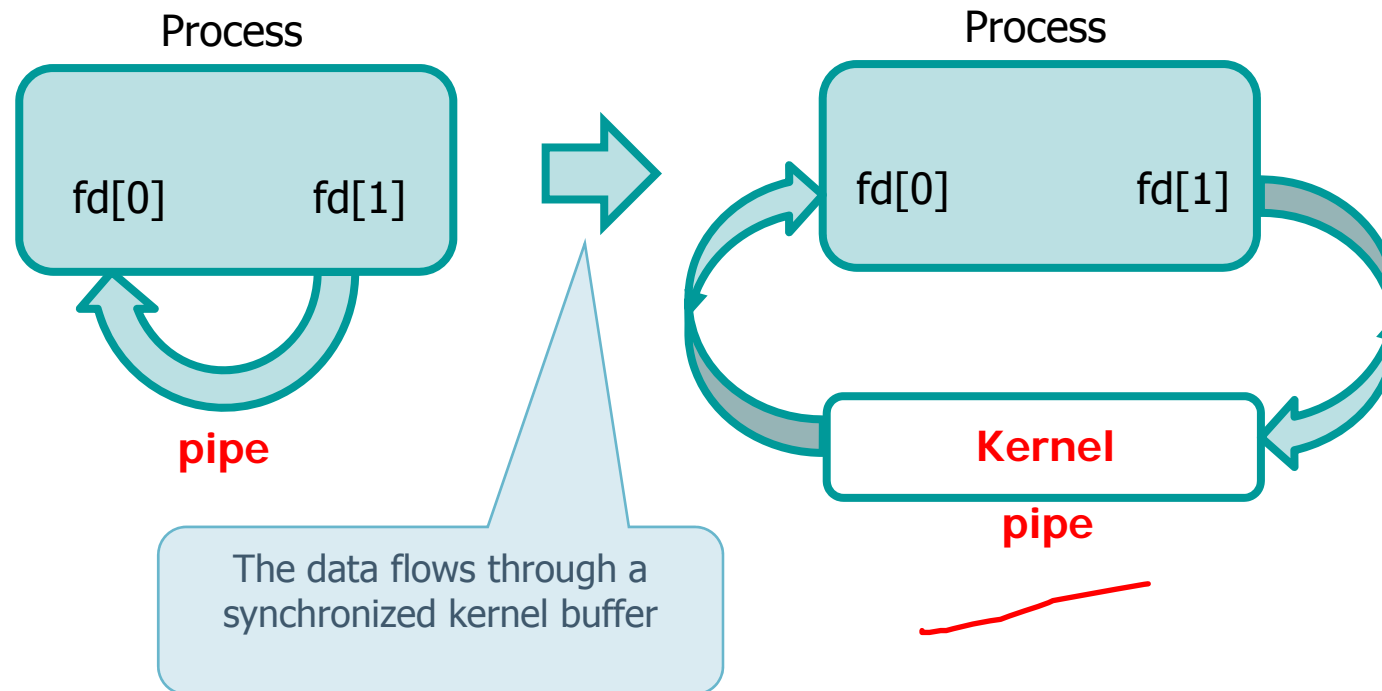 Process
fd[0] fd[1]
pipe
The data flows through a
synchronized kernel buffer
Process
fd[0] fd[1]
Kernel
pipe